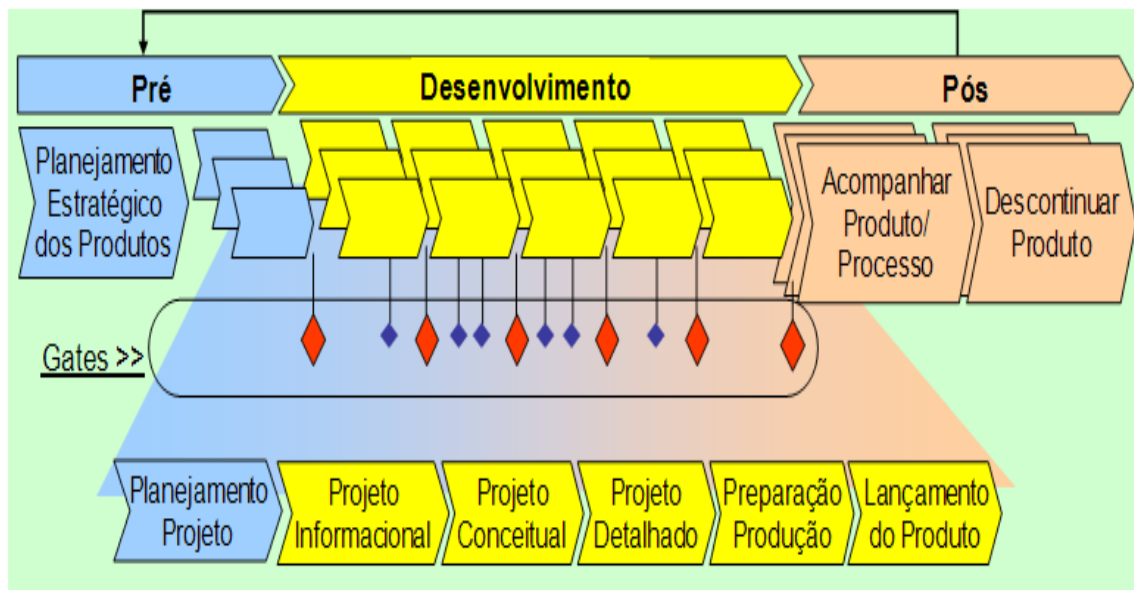 Pré
Desenvolvimento
Pós
Planejamento
Estratégico
dos Produtos
Acompanhar
Produto/
Processo
Descontinuar
Produto
Gates >>
Planejamento
Projeto
Projeto
Informacional
Projeto
Conceitual
Projeto
Detalhado
Preparação
Produção
Lançamento
do Produto